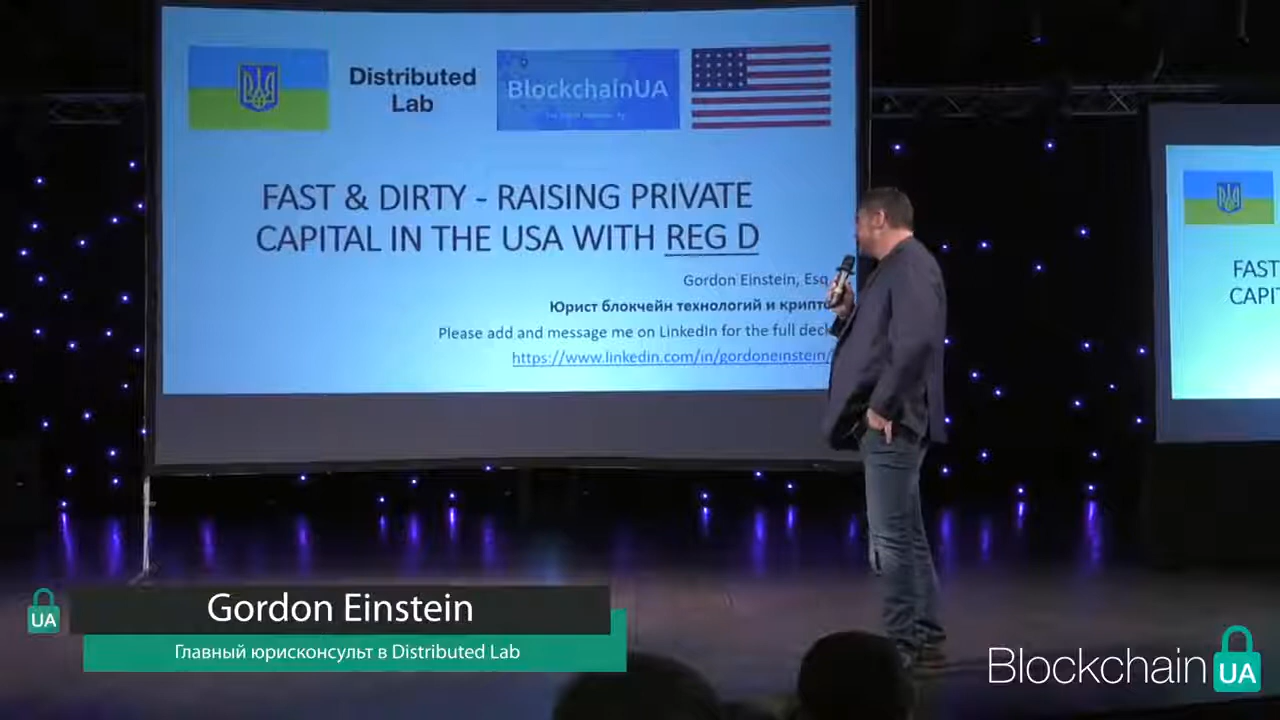 Distributed
Lab
BlockchainUA
FAST & DIRTY - RAISING PRIVATE
CAPITAL IN THE USA WITH REG D
Gordon Einstein, Esq
Юрист блокчейн технологий и крипто
Please add and message me on LinkedIn for the full deck
https://www.linkedin.com/in/gordoneinstein/
FAST
CAPI
UA
Gordon Einstein
Главный юрисконсульт в Distributed Lab
Blockchain UA